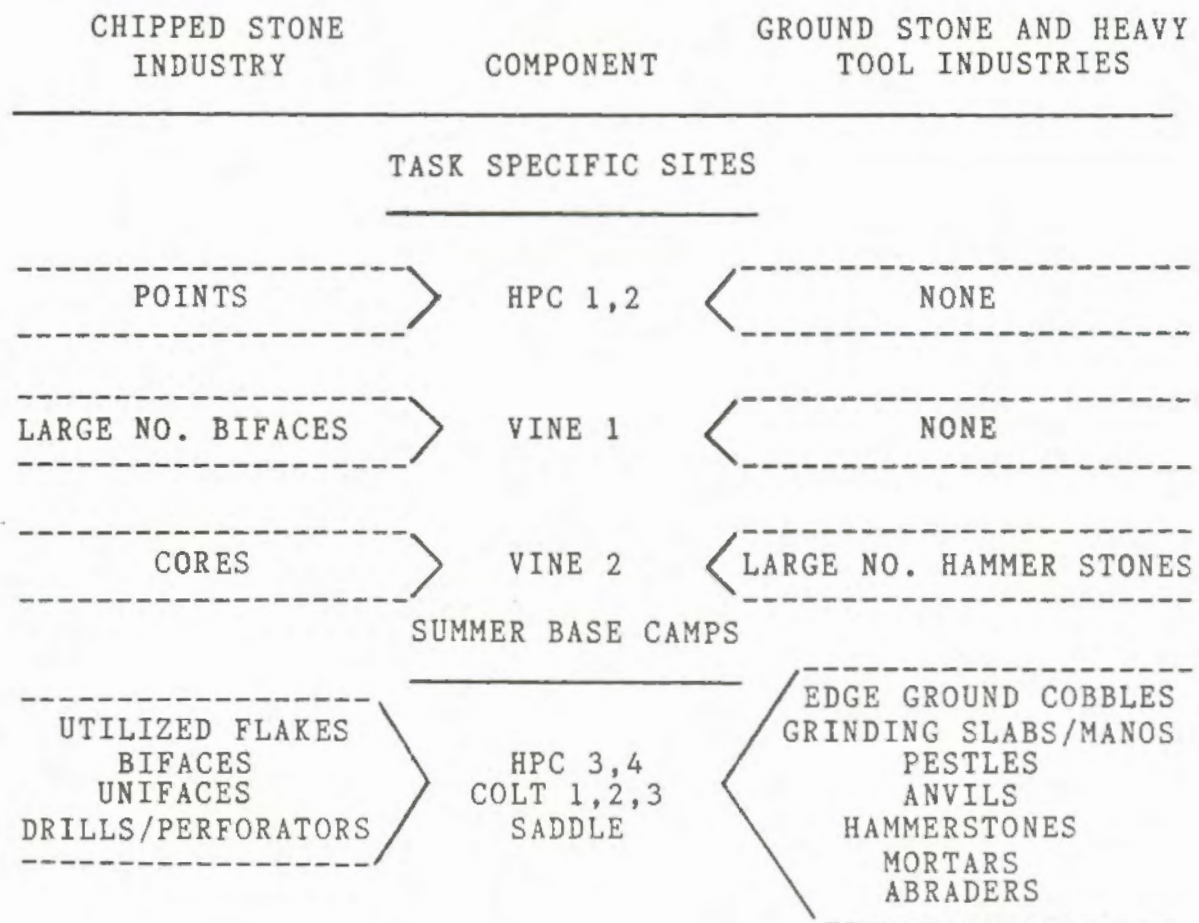 CHIPPED STONE INDUSTRY
COMPONENT
GROUND STONE AND HEAVY TOOL INDUSTRIES
TASK SPECIFIC SITES
POINTS
HPC 1,2
NONE
LARGE NO. BIFACES
VINE 1
NONE
CORES
VINE 2
LARGE NO. HAMMER STONES
SUMMER BASE CAMPS
UTILIZED FLAKES
BIFACES
UNIFACES
DRILLS/PERFORATORS
HPC 3,4
COLT 1,2,3
SADDLE
EDGE GROUND COBBLES
GRINDING SLABS/MANOS
PESTLES
ANVILS
HAMMERSTONES
MORTARS
ABRADERS